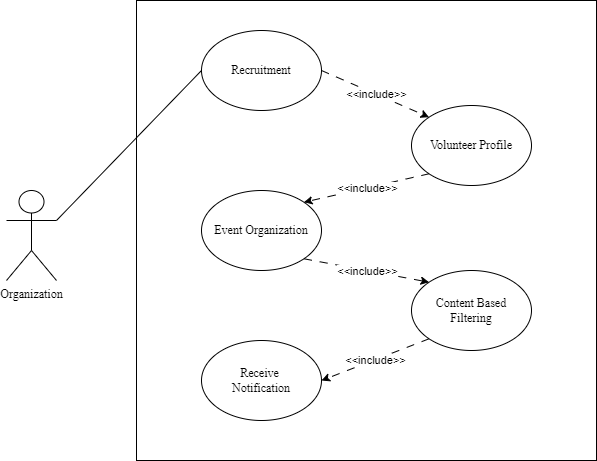 Recruitment
<<include>>
Volunteer Profile
<<include>>
Event Organization
<<include>>
Organization
Content Based
Filtering
<<include>>
Receive
Notification